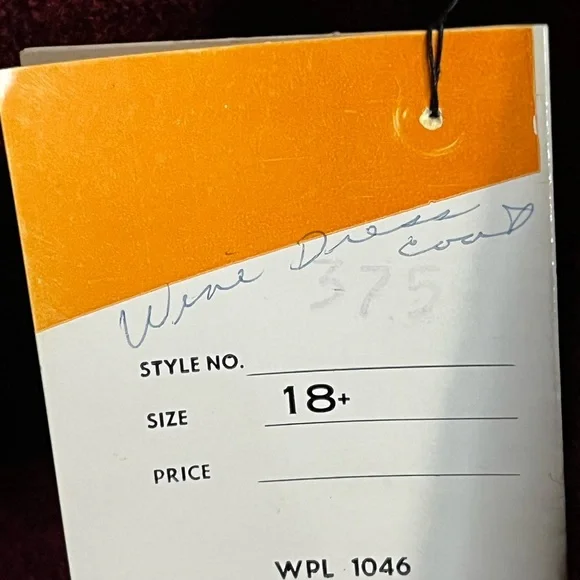 Wine Dress
coat
375
STYLE NO.
SIZE 18+
PRICE
WPL 1046